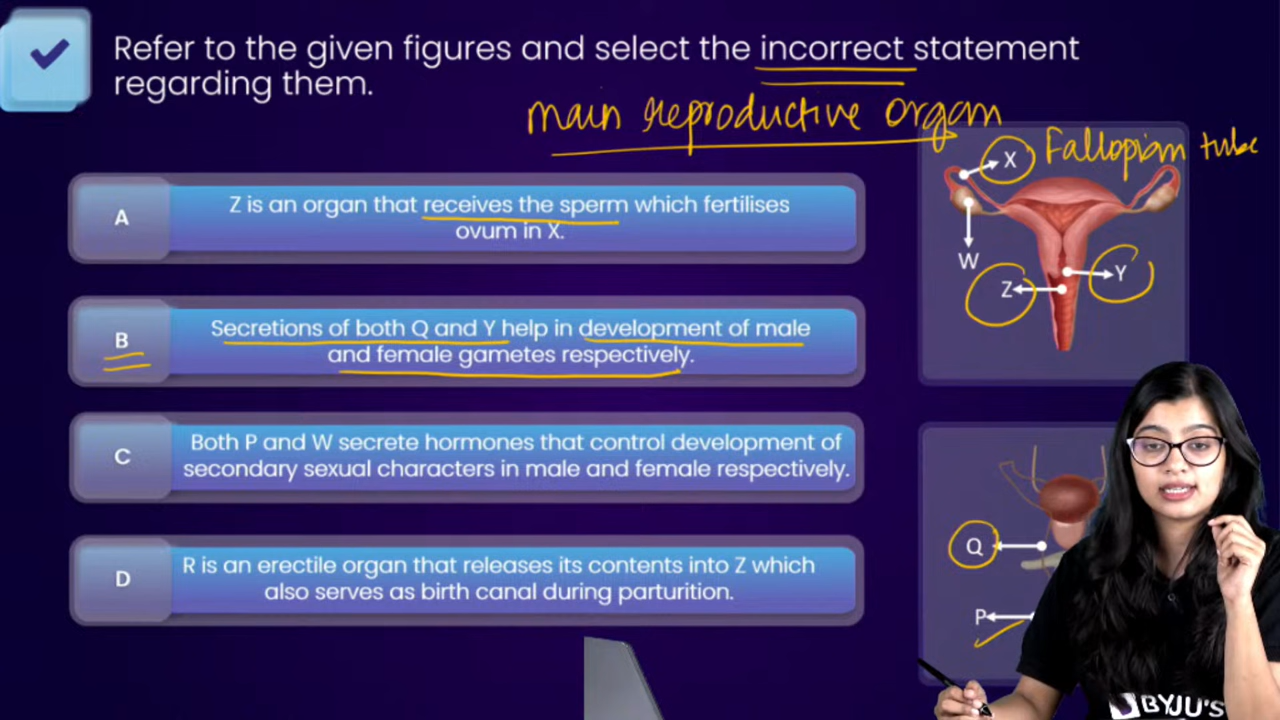 Refer to the given figures and select the incorrect statement
regarding them.
main reproductive organ
A
Z is an organ that receives the sperm which fertilises
ovum in X.
B
Secretions of both Q and Y help in development of male
and female gametes respectively.
C
Both P and W secrete hormones that control development of
secondary sexual characters in male and female respectively.
D
R is an erectile organ that releases its contents into Z which
also serves as birth canal during parturition.
X
Fallopian tube
W
Z
Y
Q
P
BYJU'S